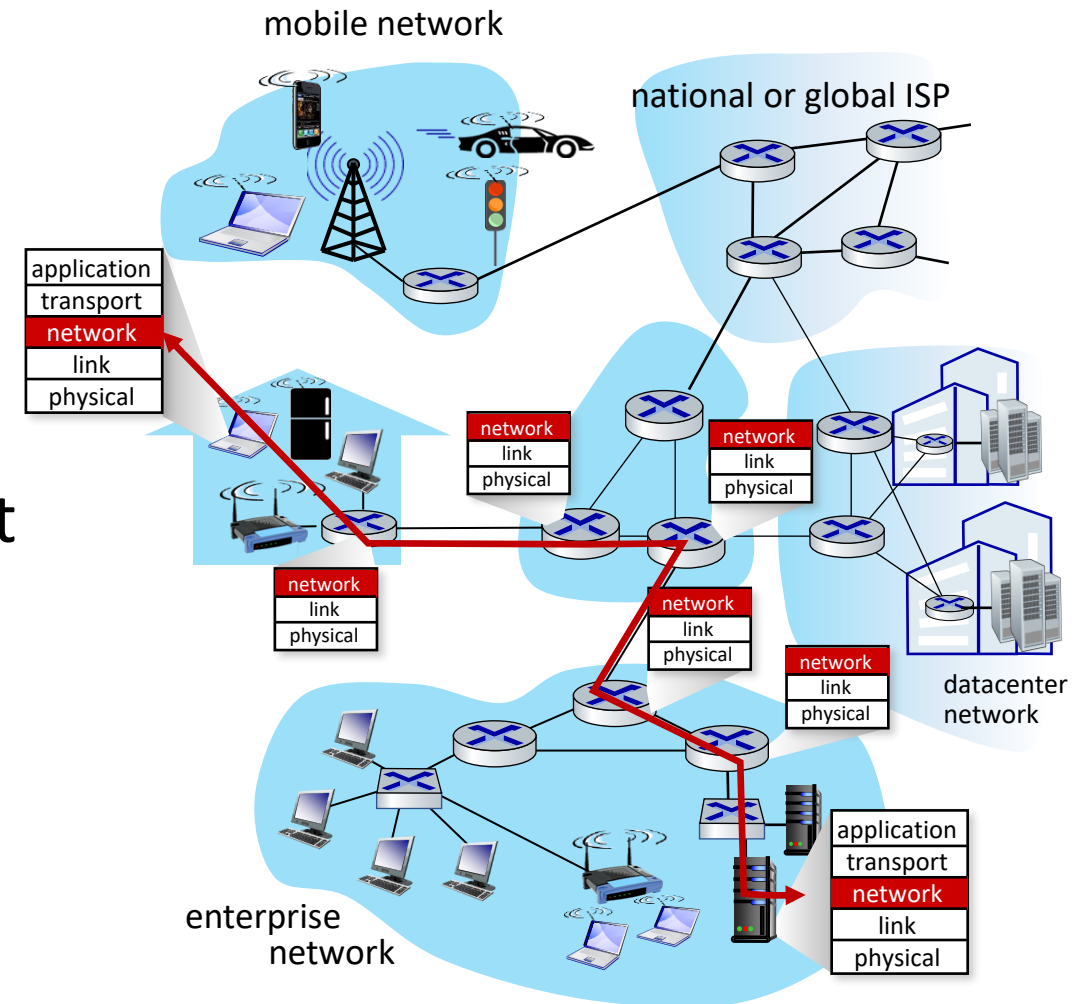 mobile network
national or global ISP
application
transport
network
link
physical
network
link
physical
network
link
physical
t
network
link
physical
network
link
physical
network
link
physical
datacenter
network
application
transport
network
link
physical
enterprise
network